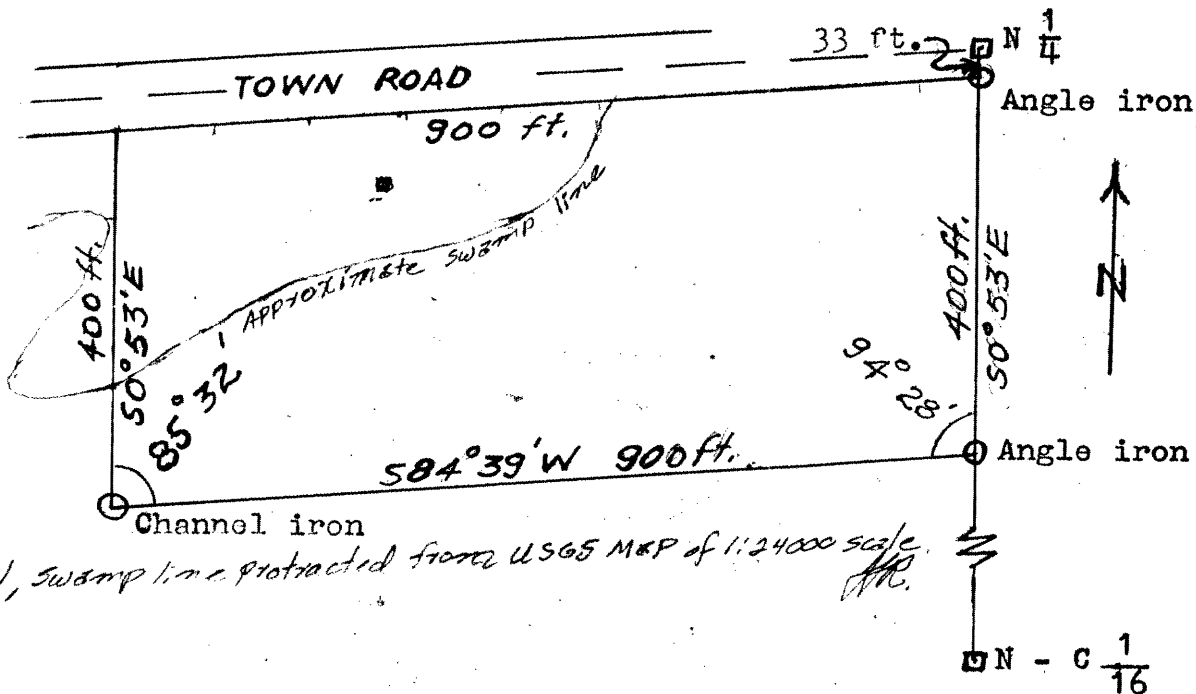 33 ft.
N 1/4
TOWN ROAD
Angle iron
900 ft.
400 ft.
S0°53'E
Approximate swamp line
400 ft.
S0°53'E
85°32'
94°28'
N
S84°39'W 900 ft.
Angle iron
Channel iron
Swamp line protracted from USGS Map of 1:24000 scale.
N - C 1/16